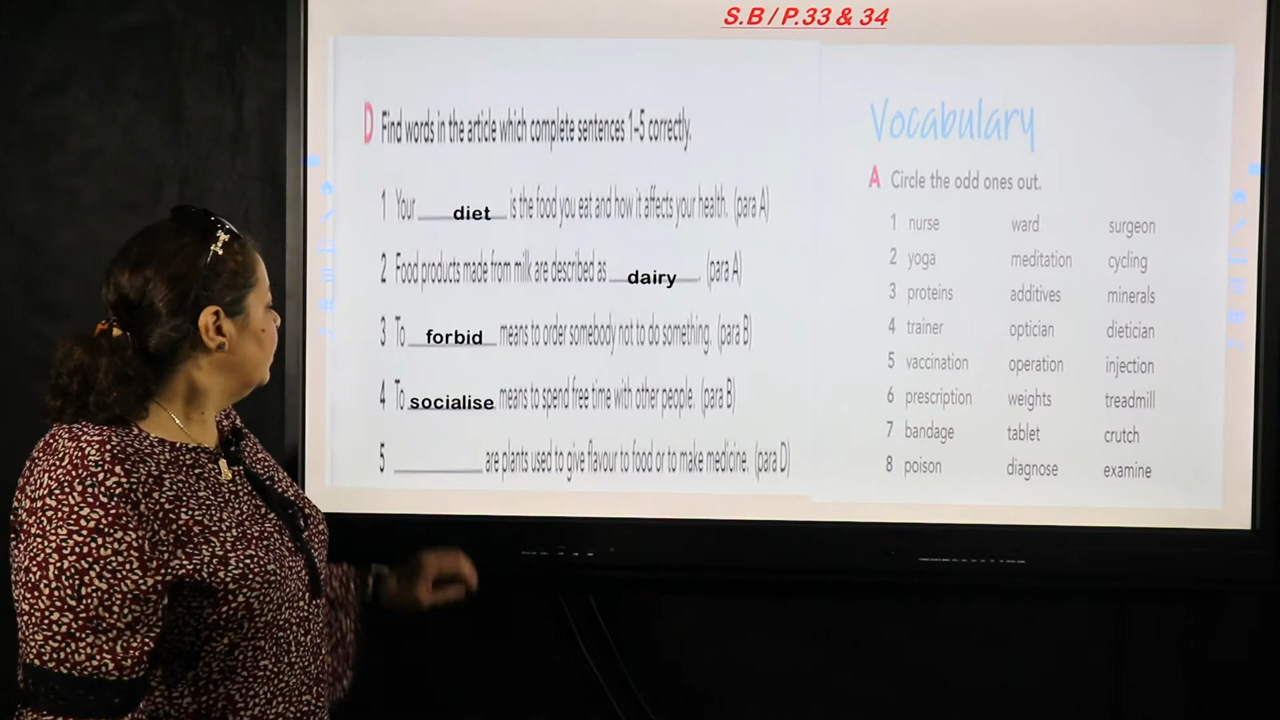 S.B / P.33 & 34
D Find words in the article which complete sentences 1–5 correctly.
1 Your diet is the food you eat and how it affects your health. (para A)
2 Food products made from milk are described as dairy. (para A)
3 To forbid means to order somebody not to do something. (para B)
4 To socialise means to spend free time with other people. (para B)
5 ________ are plants used to give flavour to food or to make medicine. (para D)
Vocabulary
A Circle the odd ones out.
1 nurse ward surgeon
2 yoga meditation cycling
3 proteins additives minerals
4 trainer optician dietician
5 vaccination operation injection
6 prescription weights treadmill
7 bandage tablet crutch
8 poison diagnose examine